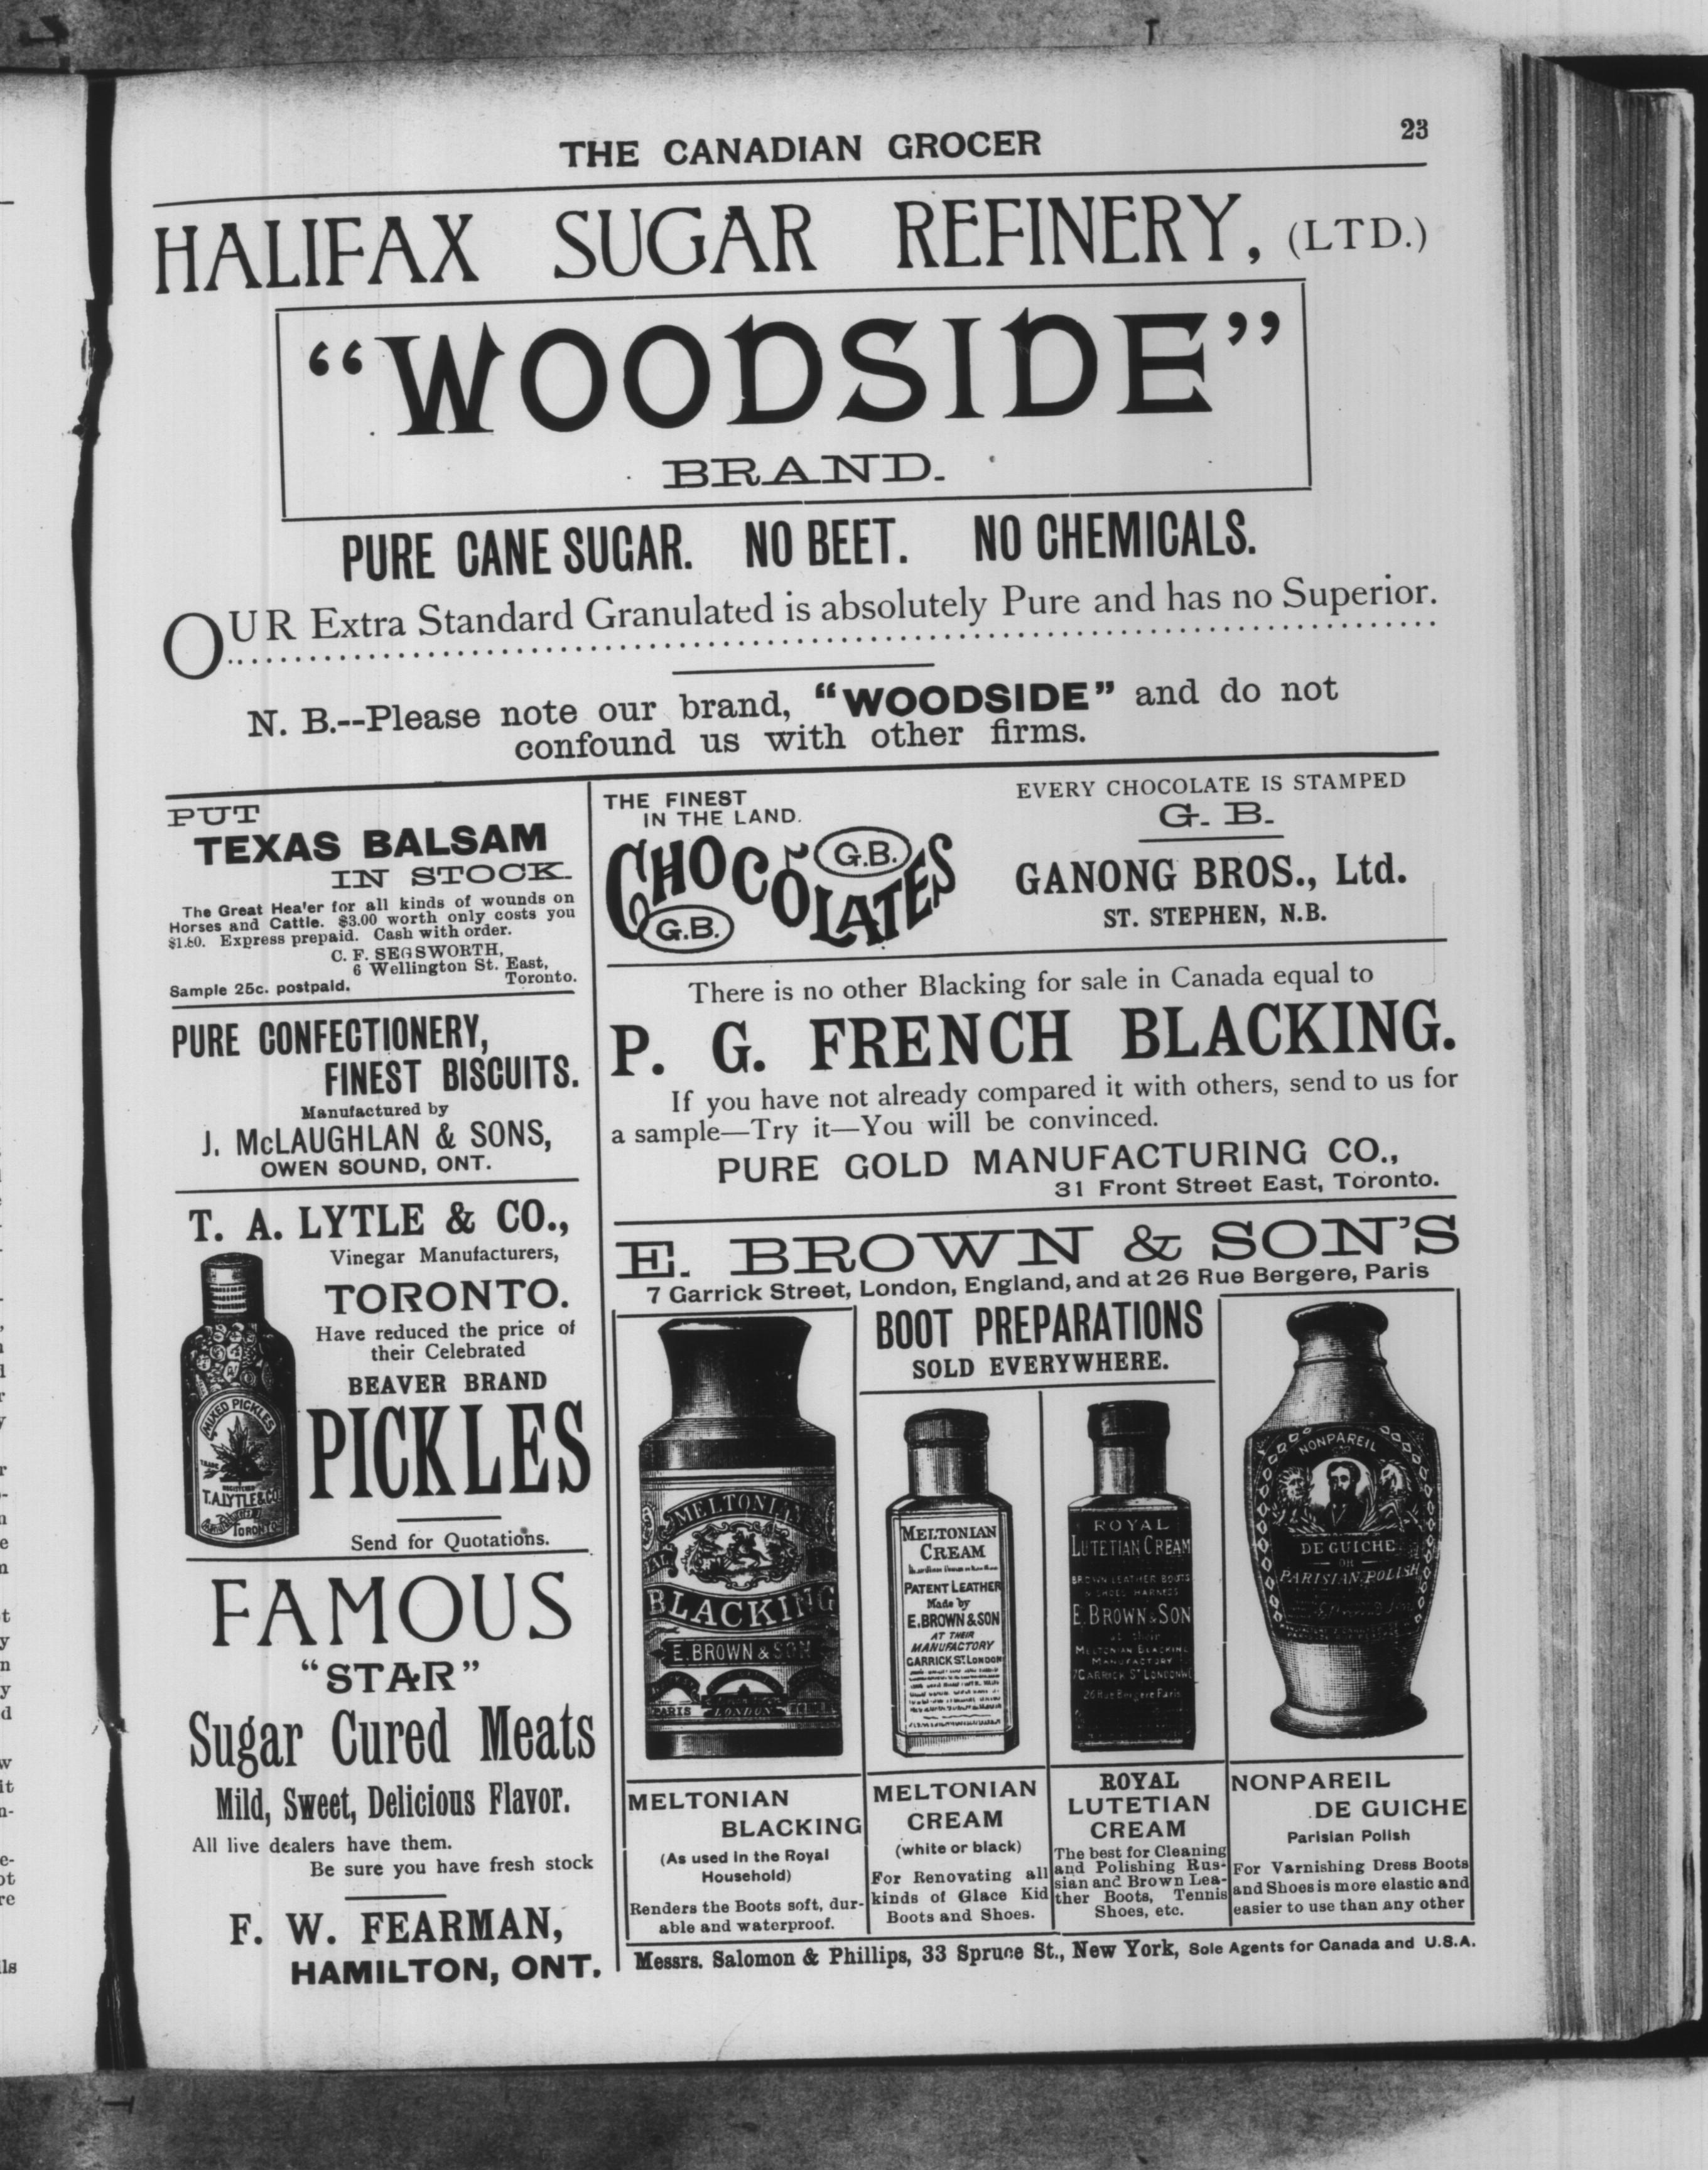 THE CANADIAN GROCER
23
HALIFAX SUGAR REFINERY, (LTD.)
"WOODSIDE"
BRAND.
PURE CANE SUGAR. NO BEET. NO CHEMICALS.
OUR Extra Standard Granulated is absolutely Pure and has no Superior.
N. B.--Please note our brand, "WOODSIDE" and do not
confound us with other firms.
PUT
TEXAS BALSAM
IN STOCK.
The Great Hea'er for all kinds of wounds on
Horses and Cattle. $3.00 worth only costs you
Express prepaid. Cash with order.
C. F. SEGSWORTH,
6 Wellington St. East,
Toronto.
Sample 25c. postpaid.
PURE CONFECTIONERY,
FINEST BISCUITS.
Manufactured by
J. McLAUGHLAN & SONS,
OWEN SOUND, ONT.
T. A. LYTLE & CO.,
Vinegar Manufacturers,
TORONTO.
Have reduced the price of
their Celebrated
BEAVER BRAND
PICKLES
Send for Quotations.
MIXED PICKLES
TRADE
REGISTERED
T.A.LYTLE & CO
TORONTO
FAMOUS
"STAR"
Sugar Cured Meats
Mild, Sweet, Delicious Flavor.
All live dealers have them.
Be sure you have fresh stock
F. W. FEARMAN,
HAMILTON, ONT.
THE FINEST
IN THE LAND.
CHOCOLATES
G.B.
G.B.
EVERY CHOCOLATE IS STAMPED
G. B.
GANONG BROS., Ltd.
ST. STEPHEN, N.B.
There is no other Blacking for sale in Canada equal to
P. G. FRENCH BLACKING.
If you have not already compared it with others, send to us for
a sample—Try it—You will be convinced.
PURE GOLD MANUFACTURING CO.,
31 Front Street East, Toronto.
E. BROWN & SON'S
7 Garrick Street, London, England, and at 26 Rue Bergere, Paris
BOOT PREPARATIONS
SOLD EVERYWHERE.
MELTONIAN
BLACKING
E. BROWN & SON
PARIS LONDON
MELTONIAN
CREAM
PATENT LEATHER
Made by
E. BROWN & SON
AT THEIR
MANUFACTORY
GARRICK ST. LONDON
ROYAL
LUTETIAN CREAM
BROWN LEATHER BOOTS
& SHOES HARNESS
E. BROWN & SON
at their
MELTONIAN BLACKING
MANUFACTORY
7 GARRICK ST LONDON W
26 Rue Bergere Paris
NONPAREIL
DE GUICHE
OR
PARISIAN POLISH
MELTONIAN
BLACKING
(As used in the Royal
Household)
Renders the Boots soft, dur-
able and waterproof.
MELTONIAN
CREAM
(white or black)
For Renovating all
kinds of Glace Kid
Boots and Shoes.
ROYAL
LUTETIAN
CREAM
The best for Cleaning
and Polishing Rus-
sian and Brown Lea-
ther Boots, Tennis
Shoes, etc.
NONPAREIL
DE GUICHE
Parisian Polish
For Varnishing Dress Boots
and Shoes is more elastic and
easier to use than any other
Messrs. Salomon & Phillips, 33 Spruce St., New York, Sole Agents for Canada and U.S.A.